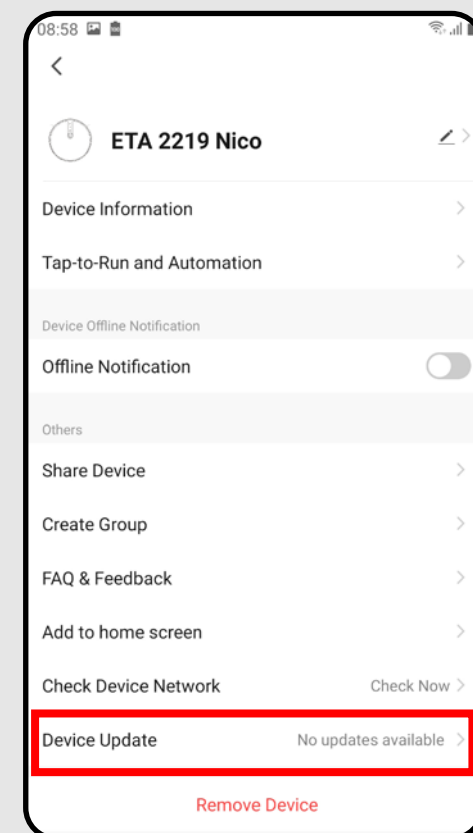 08:58
ETA 2219 Nico
Device Information
Tap-to-Run and Automation
Device Offline Notification
Offline Notification
Others
Share Device
Create Group
FAQ & Feedback
Add to home screen
Check Device Network Check Now
Device Update No updates available
Remove Device